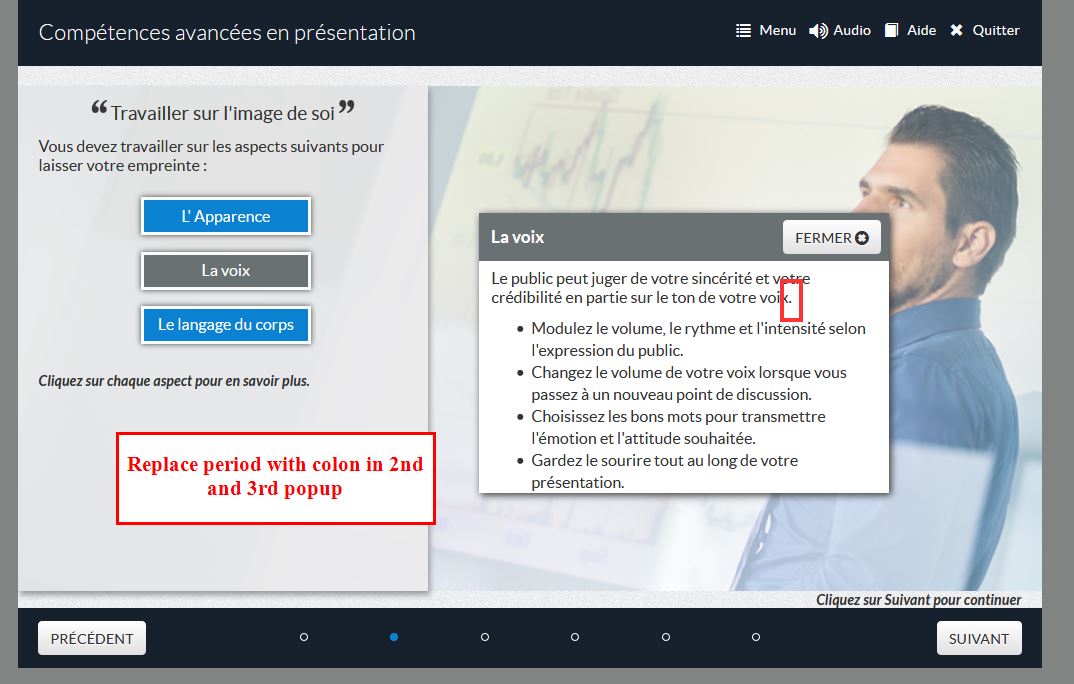 Compétences avancées en présentation
Menu
Audio
Aide
Quitter
“Travailler sur l'image de soi”
Vous devez travailler sur les aspects suivants pour
laisser votre empreinte :
L' Apparence
La voix
Le langage du corps
Cliquez sur chaque aspect pour en savoir plus.
Replace period with colon in 2nd
and 3rd popup
La voix
FERMER
Le public peut juger de votre sincérité et votre
crédibilité en partie sur le ton de votre voix.
• Modulez le volume, le rythme et l'intensité selon
l'expression du public.
• Changez le volume de votre voix lorsque vous
passez à un nouveau point de discussion.
• Choisissez les bons mots pour transmettre
l'émotion et l'attitude souhaitée.
• Gardez le sourire tout au long de votre
présentation.
Cliquez sur Suivant pour continuer
PRÉCÉDENT
SUIVANT